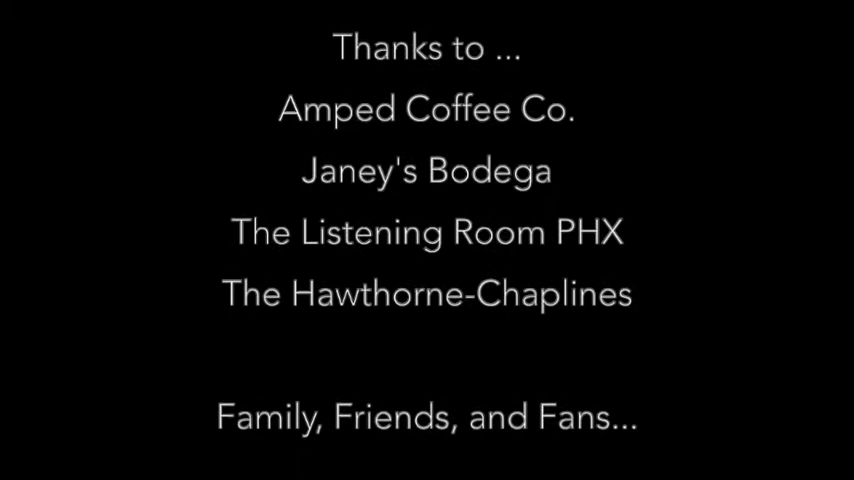 Thanks to ...
Amped Coffee Co.
Janey's Bodega
The Listening Room PHX
The Hawthorne-Chaplines
Family, Friends, and Fans...